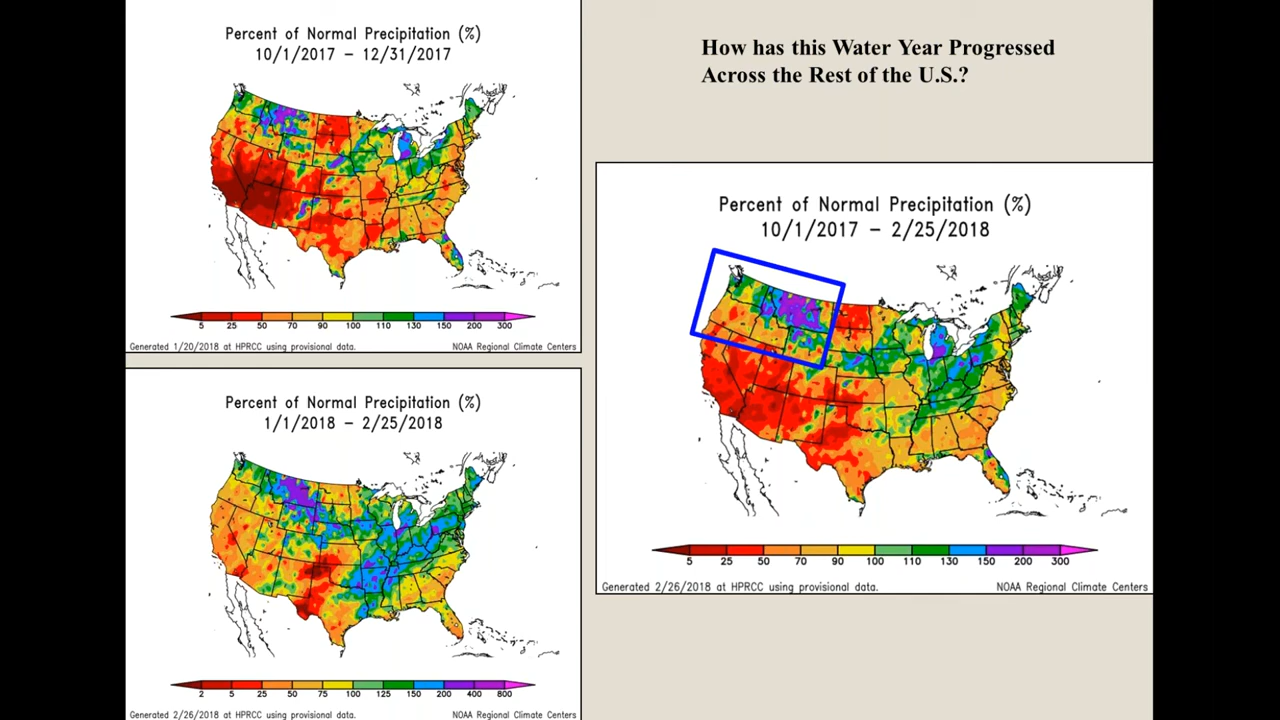 Percent of Normal Precipitation (%)
10/1/2017 – 12/31/2017
5 25 50 70 90 100 110 130 150 200 300
Generated 1/20/2018 at HPRCC using provisional data. NOAA Regional Climate Centers
Percent of Normal Precipitation (%)
1/1/2018 – 2/25/2018
2 5 25 50 75 100 125 150 200 400 800
Generated 2/26/2018 at HPRCC using provisional data. NOAA Regional Climate Centers
How has this Water Year Progressed
Across the Rest of the U.S.?
Percent of Normal Precipitation (%)
10/1/2017 – 2/25/2018
5 25 50 70 90 100 110 130 150 200 300
Generated 2/26/2018 at HPRCC using provisional data. NOAA Regional Climate Centers